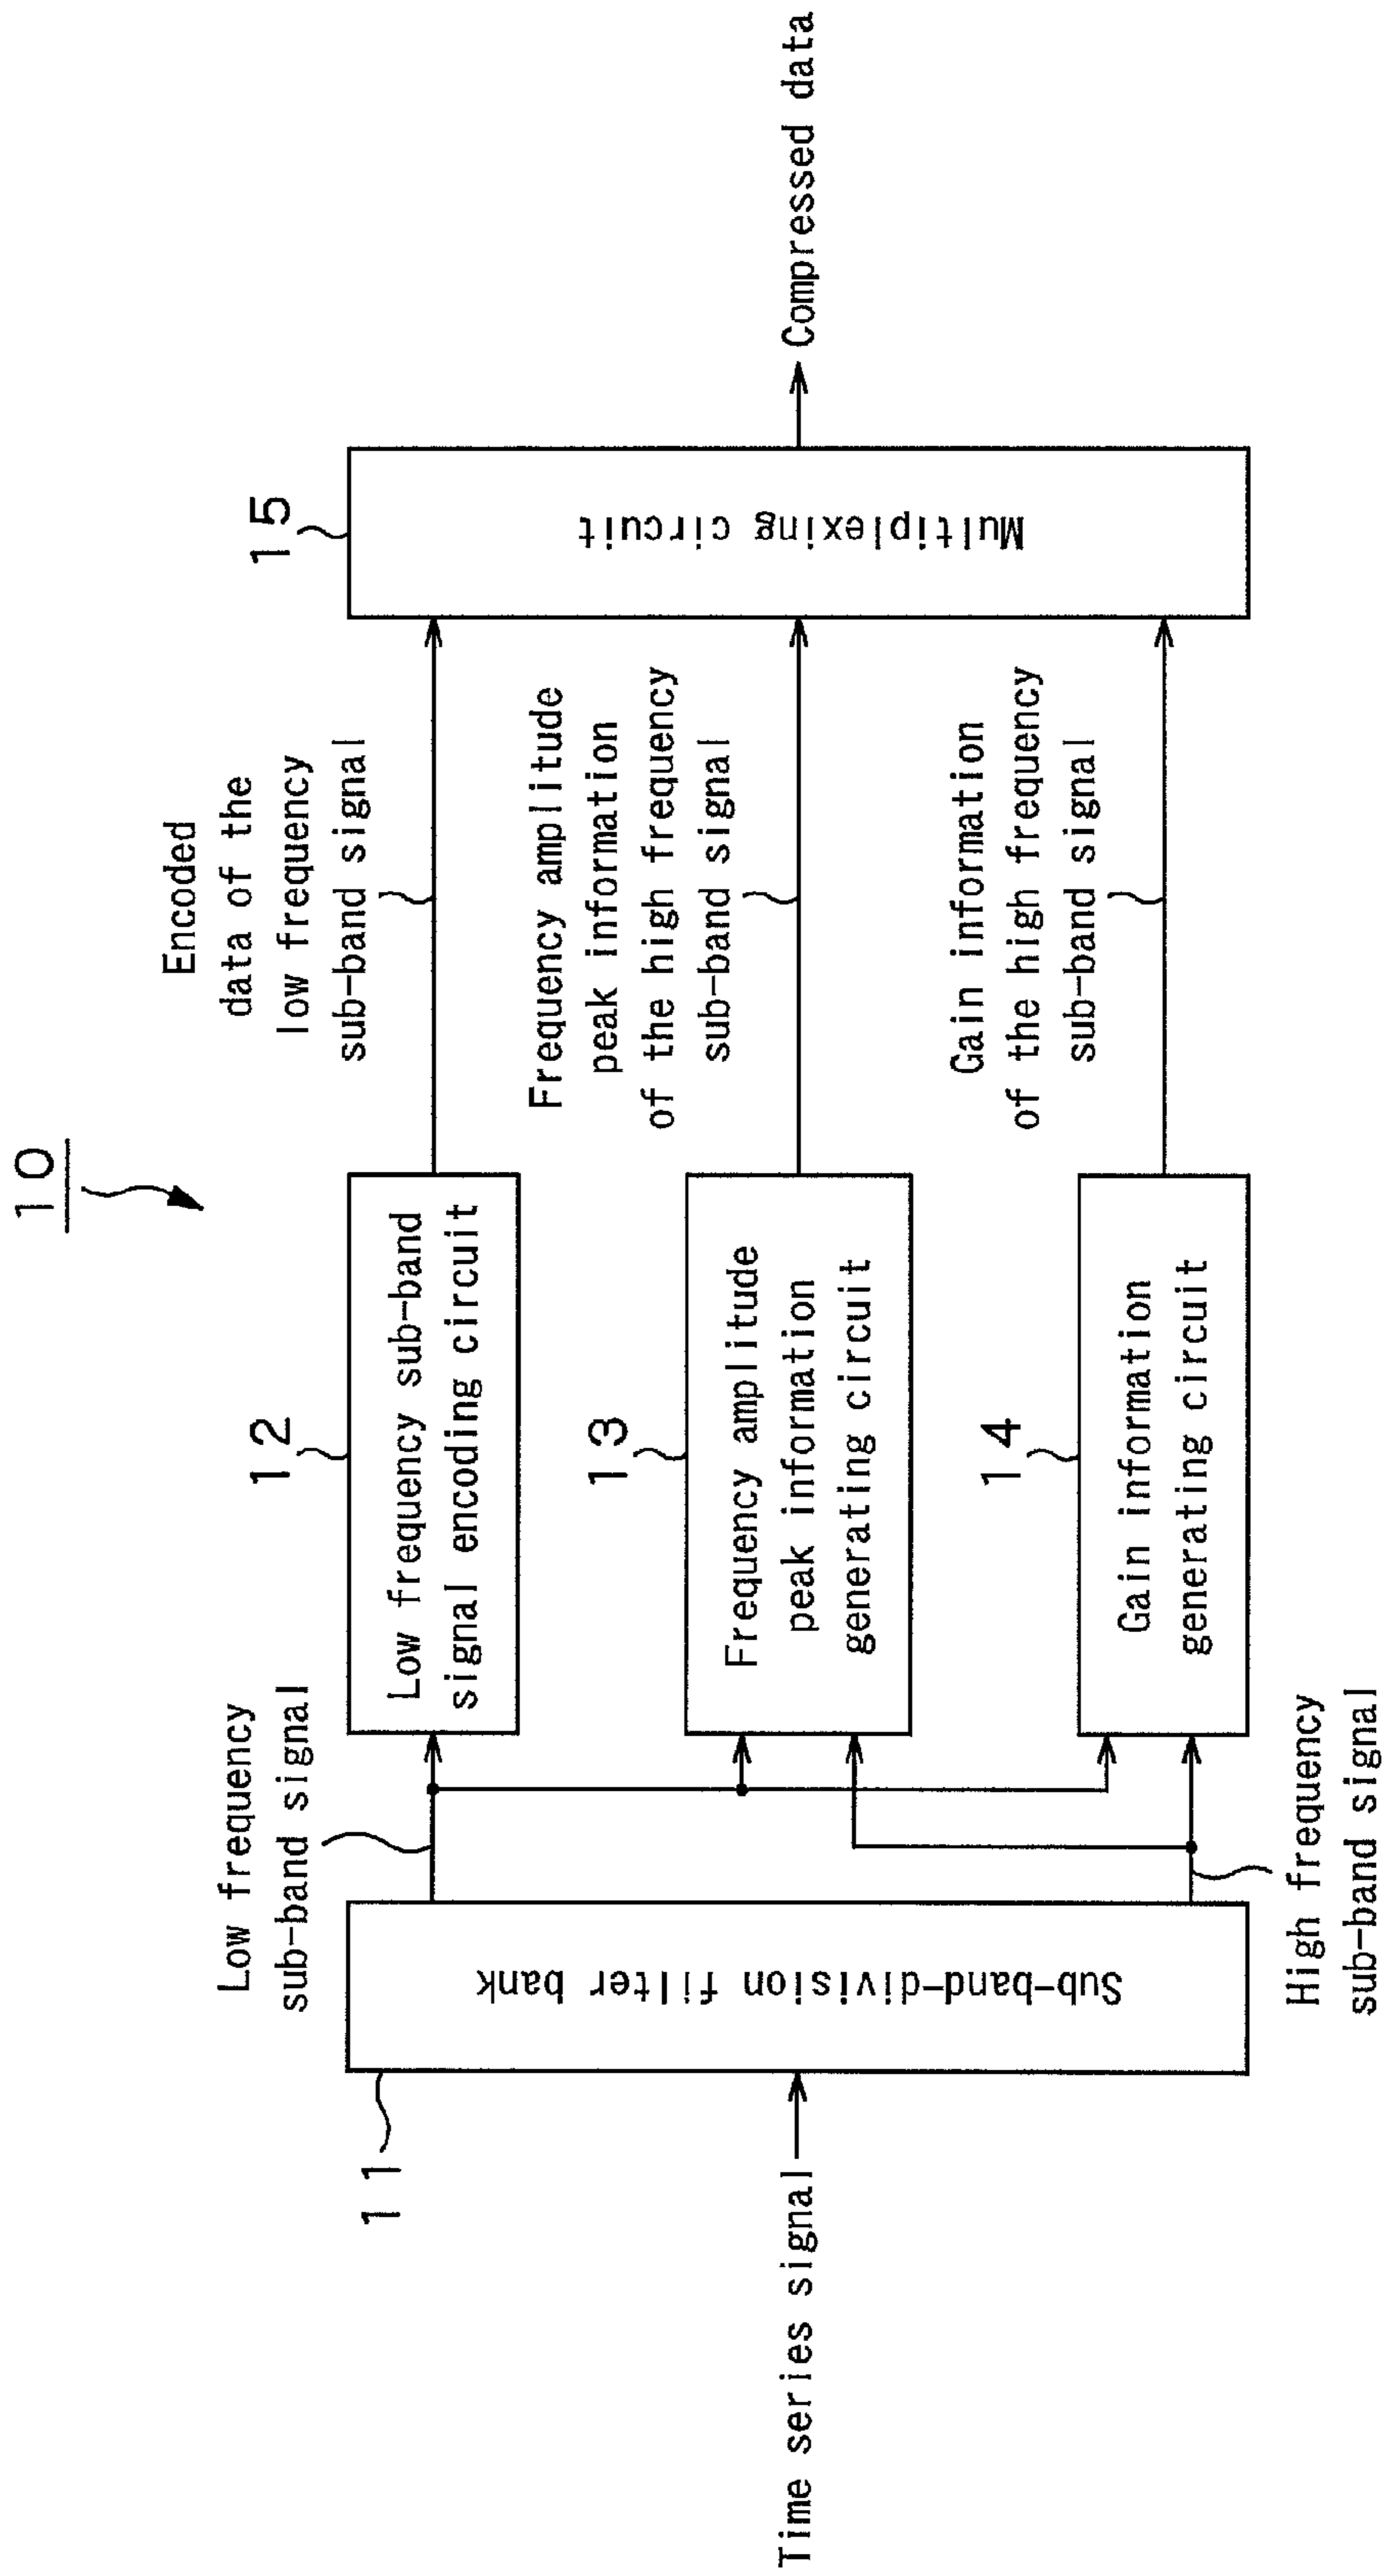 10
Time series signal
11
Sub-band-division filter bank
Low frequency
sub-band signal
High frequency
sub-band signal
12
Low frequency sub-band
signal encoding circuit
13
Frequency amplitude
peak information
generating circuit
14
Gain information
generating circuit
Encoded
data of the
low frequency
sub-band signal
Frequency amplitude
peak information
of the high frequency
sub-band signal
Gain information
of the high frequency
sub-band signal
15
Multiplexing circuit
Compressed data